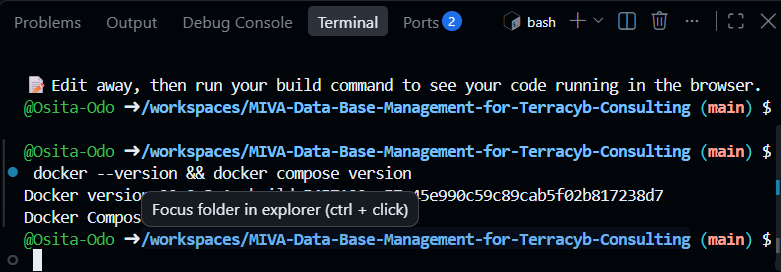 Problems Output Debug Console Terminal Ports 2 bash
📝 Edit away, then run your build command to see your code running in the browser.
@Osita-Odo ➜/workspaces/MIVA-Data-Base-Management-for-Terracyb-Consulting (main) $
@Osita-Odo ➜/workspaces/MIVA-Data-Base-Management-for-Terracyb-Consulting (main) $
docker --version && docker compose version
Docker version
Focus folder in explorer (ctrl + click)
Docker Compos
@Osita-Odo ➜/workspaces/MIVA-Data-Base-Management-for-Terracyb-Consulting (main) $